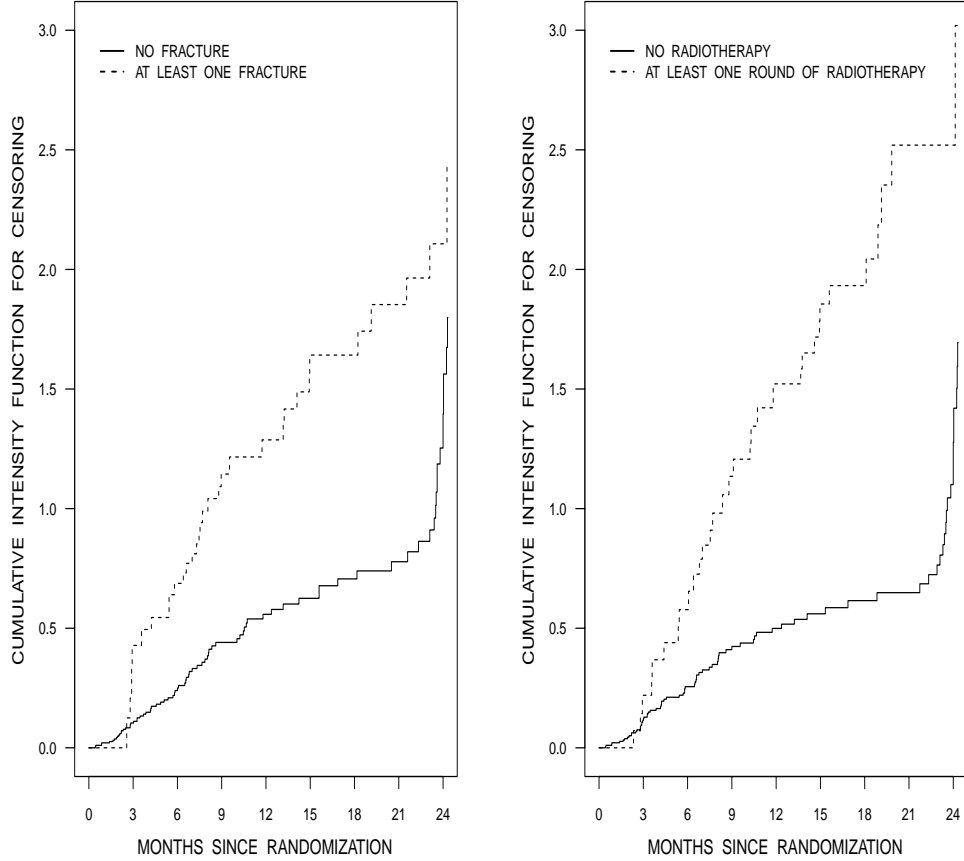 CUMULATIVE INTENSITY FUNCTION FOR CENSORING
3.0
2.5
2.0
1.5
1.0
0.5
0.0
NO FRACTURE
AT LEAST ONE FRACTURE
0 3 6 9 12 15 18 21 24
MONTHS SINCE RANDOMIZATION
CUMULATIVE INTENSITY FUNCTION FOR CENSORING
3.0
2.5
2.0
1.5
1.0
0.5
0.0
NO RADIOTHERAPY
AT LEAST ONE ROUND OF RADIOTHERAPY
0 3 6 9 12 15 18 21 24
MONTHS SINCE RANDOMIZATION